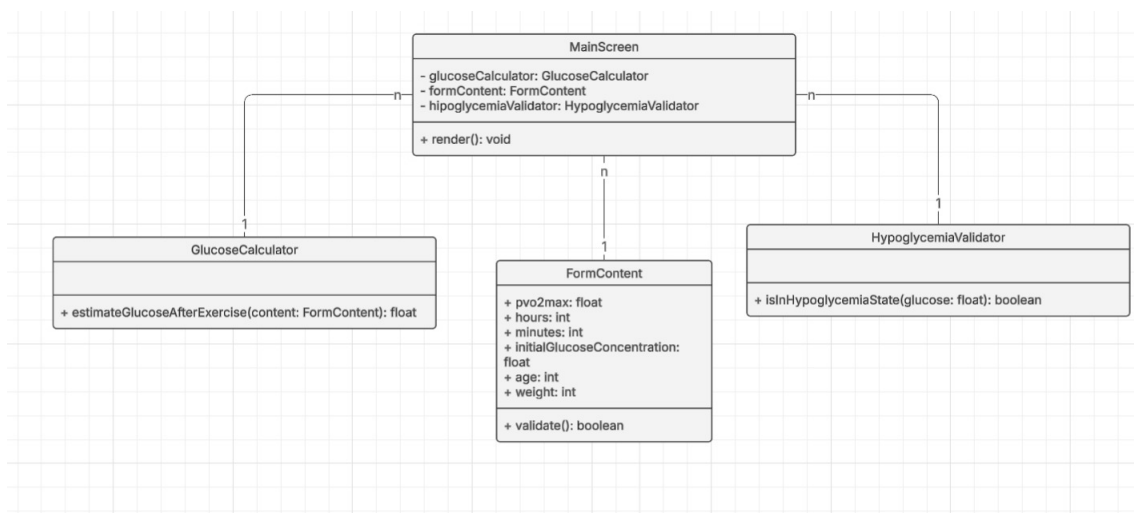 MainScreen
- glucoseCalculator: GlucoseCalculator
- formContent: FormContent
- hipoglycemiaValidator: HypoglycemiaValidator
+ render(): void
n
n
n
1
1
1
GlucoseCalculator
+ estimateGlucoseAfterExercise(content: FormContent): float
FormContent
+ pvo2max: float
+ hours: int
+ minutes: int
+ initialGlucoseConcentration:
float
+ age: int
+ weight: int
+ validate(): boolean
HypoglycemiaValidator
+ isInHypoglycemiaState(glucose: float): boolean